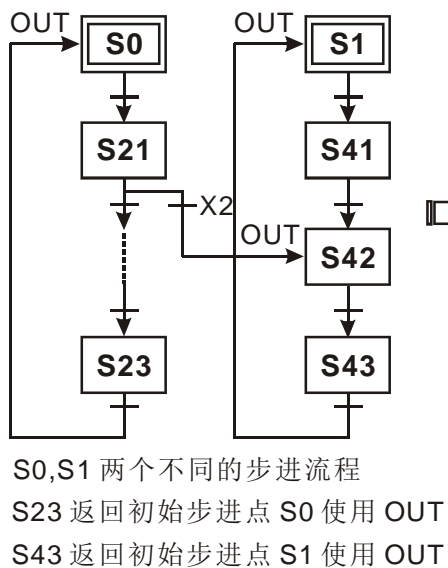 OUT
OUT
S0
S1
S21
S41
X2
OUT
S42
S23
S43
S0,S1 两个不同的步进流程
S23 返回初始步进点 S0 使用 OUT
S43 返回初始步进点 S1 使用 OUT